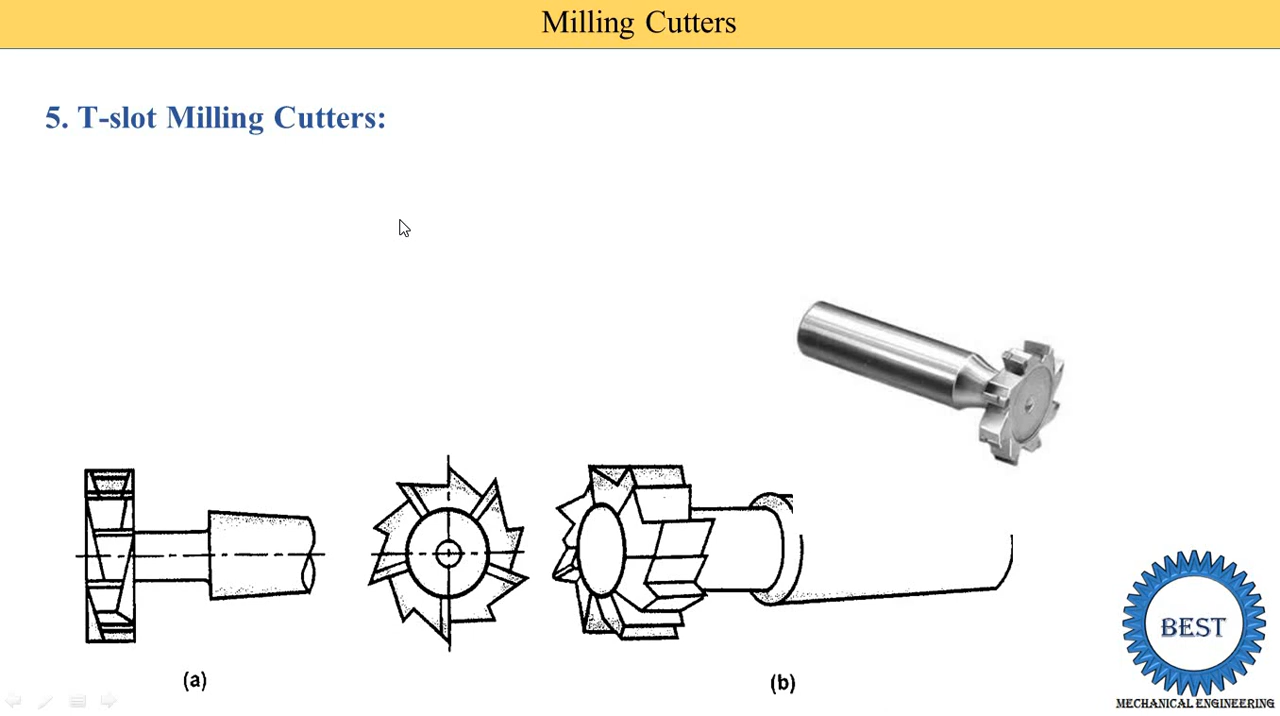 Milling Cutters
5. T-slot Milling Cutters:
(a)
(b)
BEST
MECHANICAL ENGINEERING